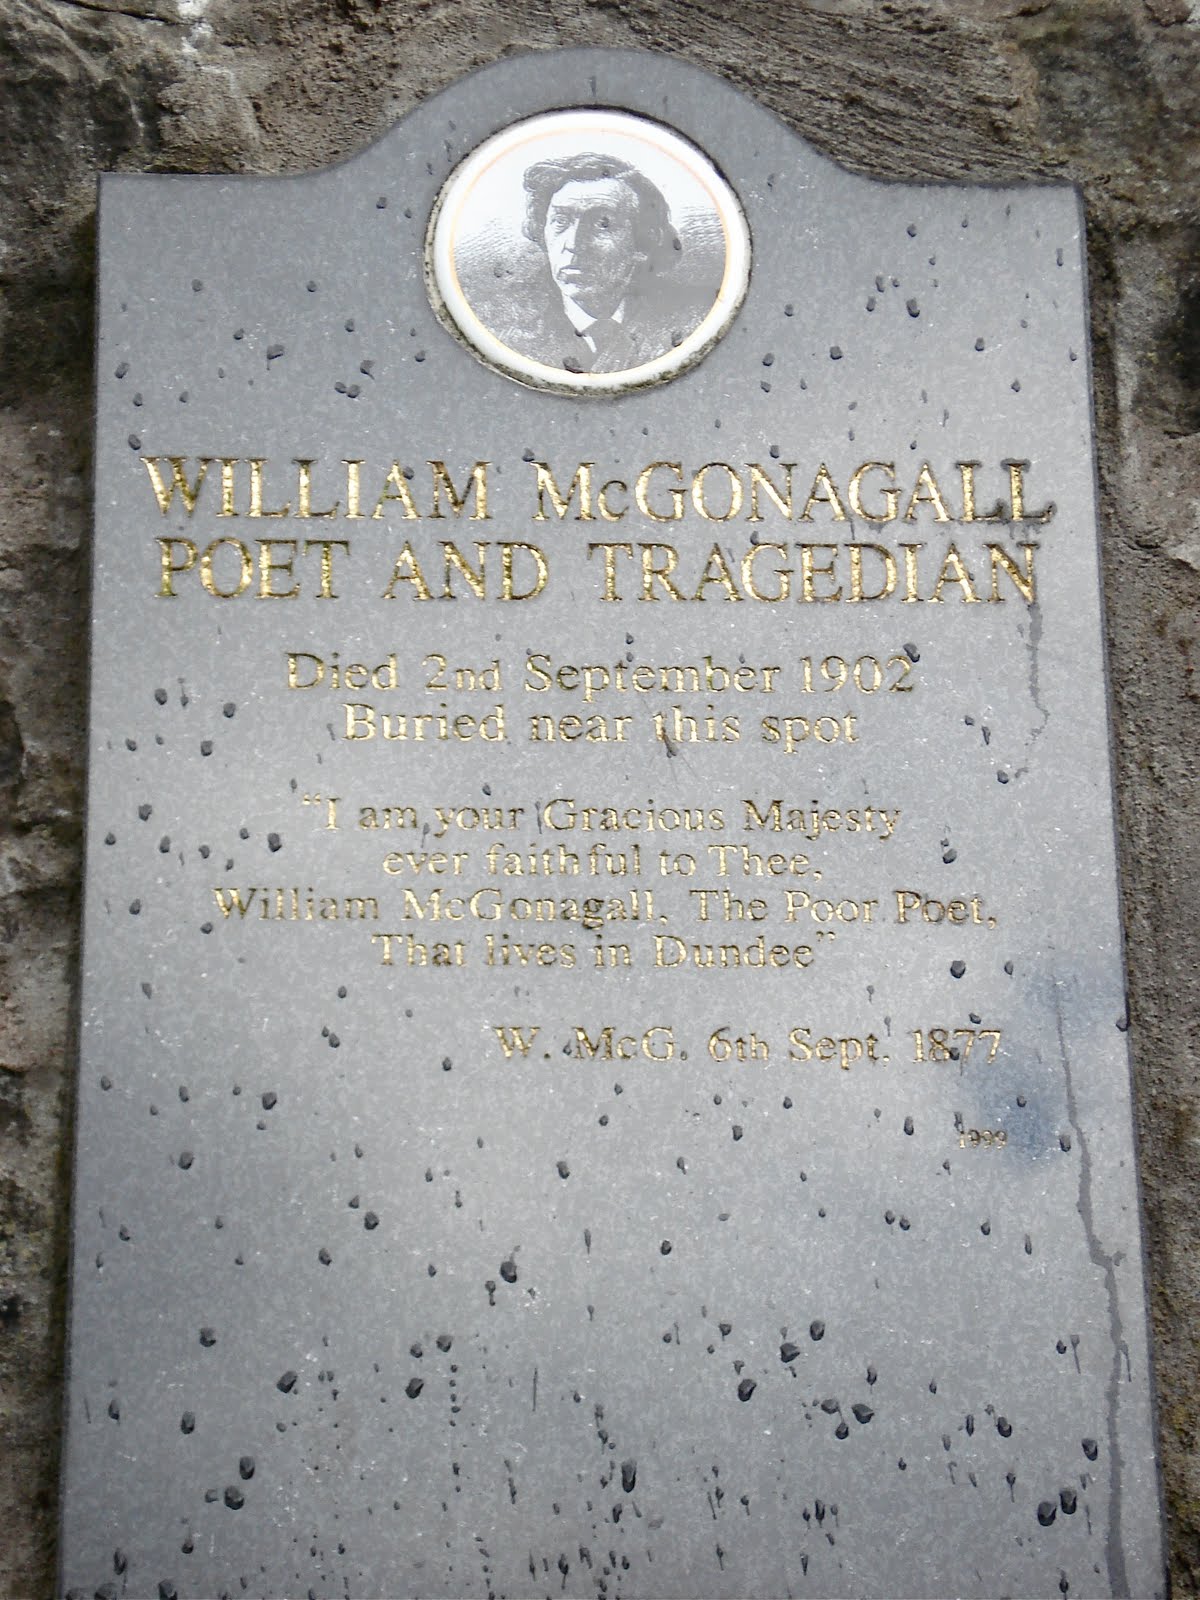 WILLIAM McGONAGALL
POET AND TRAGEDIAN
Died 2nd September 1902
Buried near this spot
“I am your Gracious Majesty
ever faithful to Thee,
William McGonagall, The Poor Poet,
That lives in Dundee”
W. McG. 6th Sept. 1877
1999